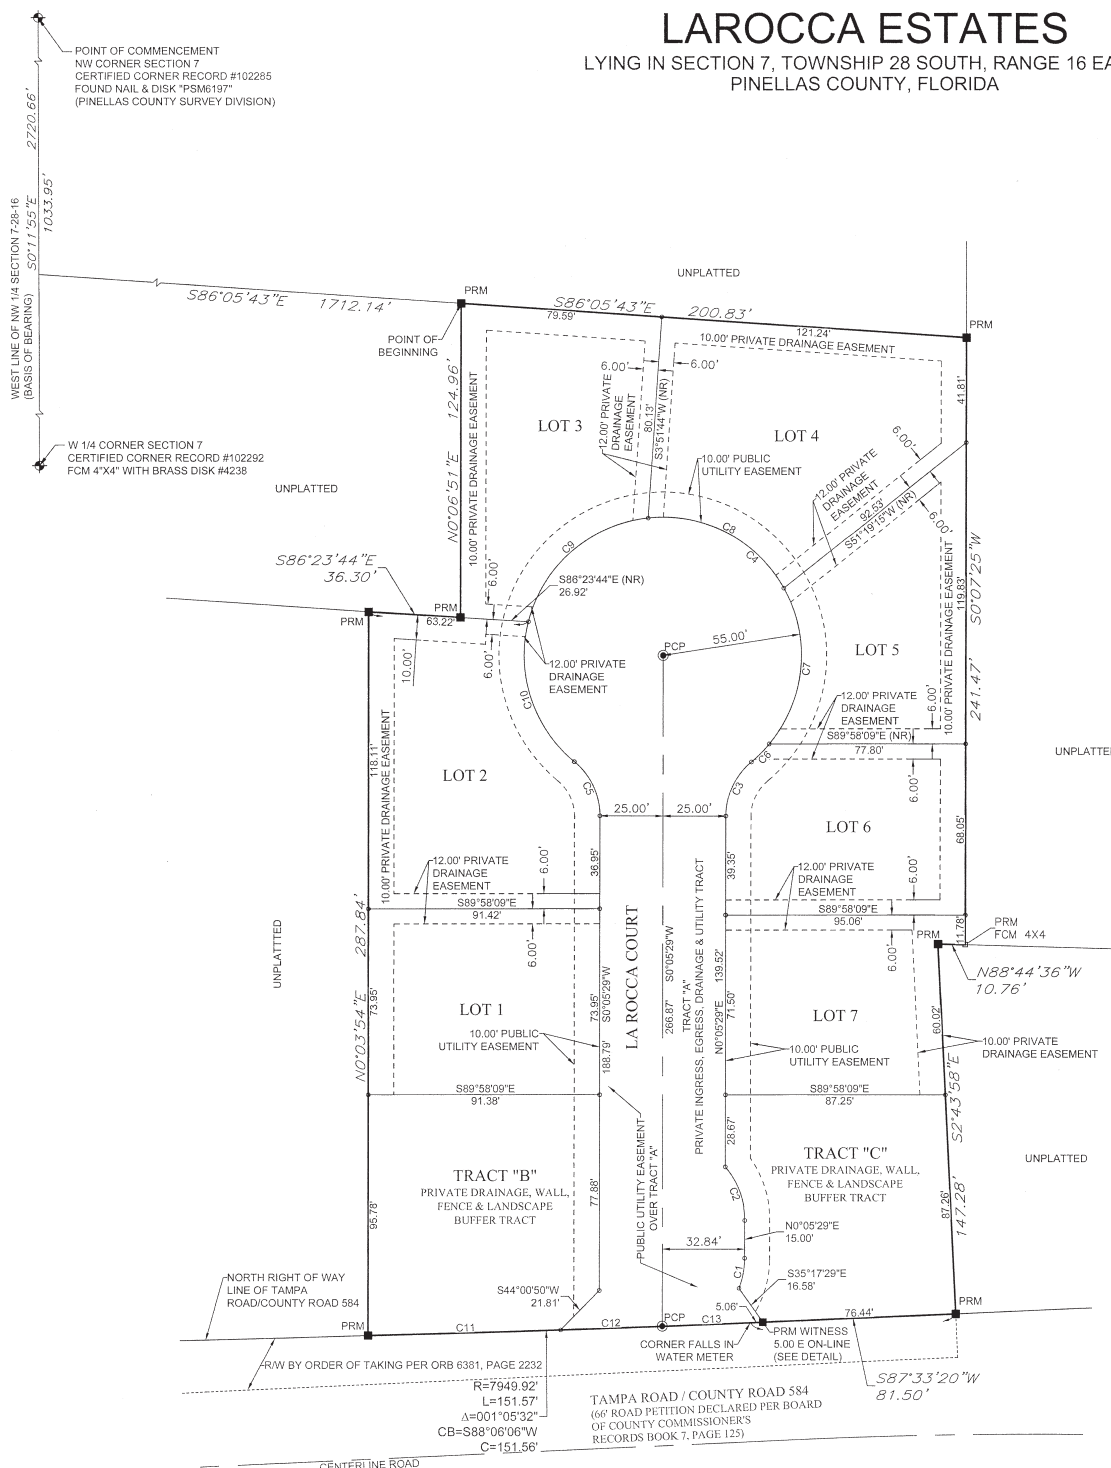 LAROCCA ESTATES
LYING IN SECTION 7, TOWNSHIP 28 SOUTH, RANGE 16 EA
PINELLAS COUNTY, FLORIDA
POINT OF COMMENCEMENT
NW CORNER SECTION 7
CERTIFIED CORNER RECORD #102285
FOUND NAIL & DISK "PSM6197"
(PINELLAS COUNTY SURVEY DIVISION)
WEST LINE OF NW 1/4 SECTION 7-28-16
(BASIS OF BEARING)
S0°11'55"E 2720.66'
1033.95'
W 1/4 CORNER SECTION 7
CERTIFIED CORNER RECORD #102292
FCM 4"X4" WITH BRASS DISK #4238
UNPLATTED
S86°05'43"E 1712.14'
PRM
S86°05'43"E 200.83'
79.59'
121.24'
UNPLATTED
PRM
POINT OF
BEGINNING
10.00' PRIVATE DRAINAGE EASEMENT
N0°06'51"E 124.96'
10.00' PRIVATE DRAINAGE EASEMENT
6.00'
6.00'
12.00' PRIVATE
DRAINAGE
EASEMENT
80.13'
S3°51'44"W (NR)
LOT 3
LOT 4
10.00' PUBLIC
UTILITY EASEMENT
41.81'
6.00'
12.00' PRIVATE
DRAINAGE
EASEMENT
92.53'
S51°19'15"W (NR)
6.00'
C9
C8
C4
S86°23'44"E
36.30'
PRM
PRM
63.22'
S86°23'44"E (NR)
26.92'
6.00'
6.00'
10.00'
12.00' PRIVATE
DRAINAGE
EASEMENT
PCP
55.00'
C7
C10
LOT 5
119.83'
S0°07'25"W
241.47'
10.00' PRIVATE DRAINAGE EASEMENT
12.00' PRIVATE
DRAINAGE
EASEMENT
6.00'
S89°58'09"E (NR)
77.80'
6.00'
UNPLATTE
118.11'
10.00' PRIVATE DRAINAGE EASEMENT
LOT 2
C5
C3
C6
25.00'
25.00'
LOT 6
68.05'
12.00' PRIVATE
DRAINAGE
EASEMENT
6.00'
36.95'
39.35'
S89°58'09"E
91.42'
6.00'
12.00' PRIVATE
DRAINAGE
EASEMENT
6.00'
S89°58'09"E
95.06'
6.00'
11.78'
PRM
FCM 4X4
PRM
N88°44'36"W
10.76'
UNPLATTTED
N0°03'54"E 287.84'
73.95'
LOT 1
10.00' PUBLIC
UTILITY EASEMENT
73.95'
S0°05'29"W
188.79'
LA ROCCA COURT
266.87' S0°05'29"W
TRACT "A"
PRIVATE INGRESS, EGRESS, DRAINAGE & UTILITY TRACT
N0°05'29"E 139.52'
71.50'
LOT 7
10.00' PUBLIC
UTILITY EASEMENT
60.02'
10.00' PRIVATE
DRAINAGE EASEMENT
S89°58'09"E
91.38'
S89°58'09"E
87.25'
S2°43'58"E
147.28'
87.26'
UNPLATTED
28.67'
TRACT "B"
PRIVATE DRAINAGE, WALL,
FENCE & LANDSCAPE
BUFFER TRACT
77.88'
95.78'
PUBLIC UTILITY EASEMENT
OVER TRACT "A"
TRACT "C"
PRIVATE DRAINAGE, WALL,
FENCE & LANDSCAPE
BUFFER TRACT
C2
N0°05'29"E
15.00'
32.84'
C1
S35°17'29"E
16.58'
NORTH RIGHT OF WAY
LINE OF TAMPA
ROAD/COUNTY ROAD 584
S44°00'50"W
21.81'
5.06'
76.44'
PRM
PRM
C11
C12
PCP
C13
CORNER FALLS IN
WATER METER
PRM WITNESS
5.00 E ON-LINE
(SEE DETAIL)
R/W BY ORDER OF TAKING PER ORB 6381, PAGE 2232
S87°33'20"W
81.50'
R=7949.92'
L=151.57'
Δ=001°05'32"
CB=S88°06'06"W
C=151.56'
TAMPA ROAD / COUNTY ROAD 584
(66' ROAD PETITION DECLARED PER BOARD
OF COUNTY COMMISSIONER'S
RECORDS BOOK 7, PAGE 125)
CENTERLINE ROAD